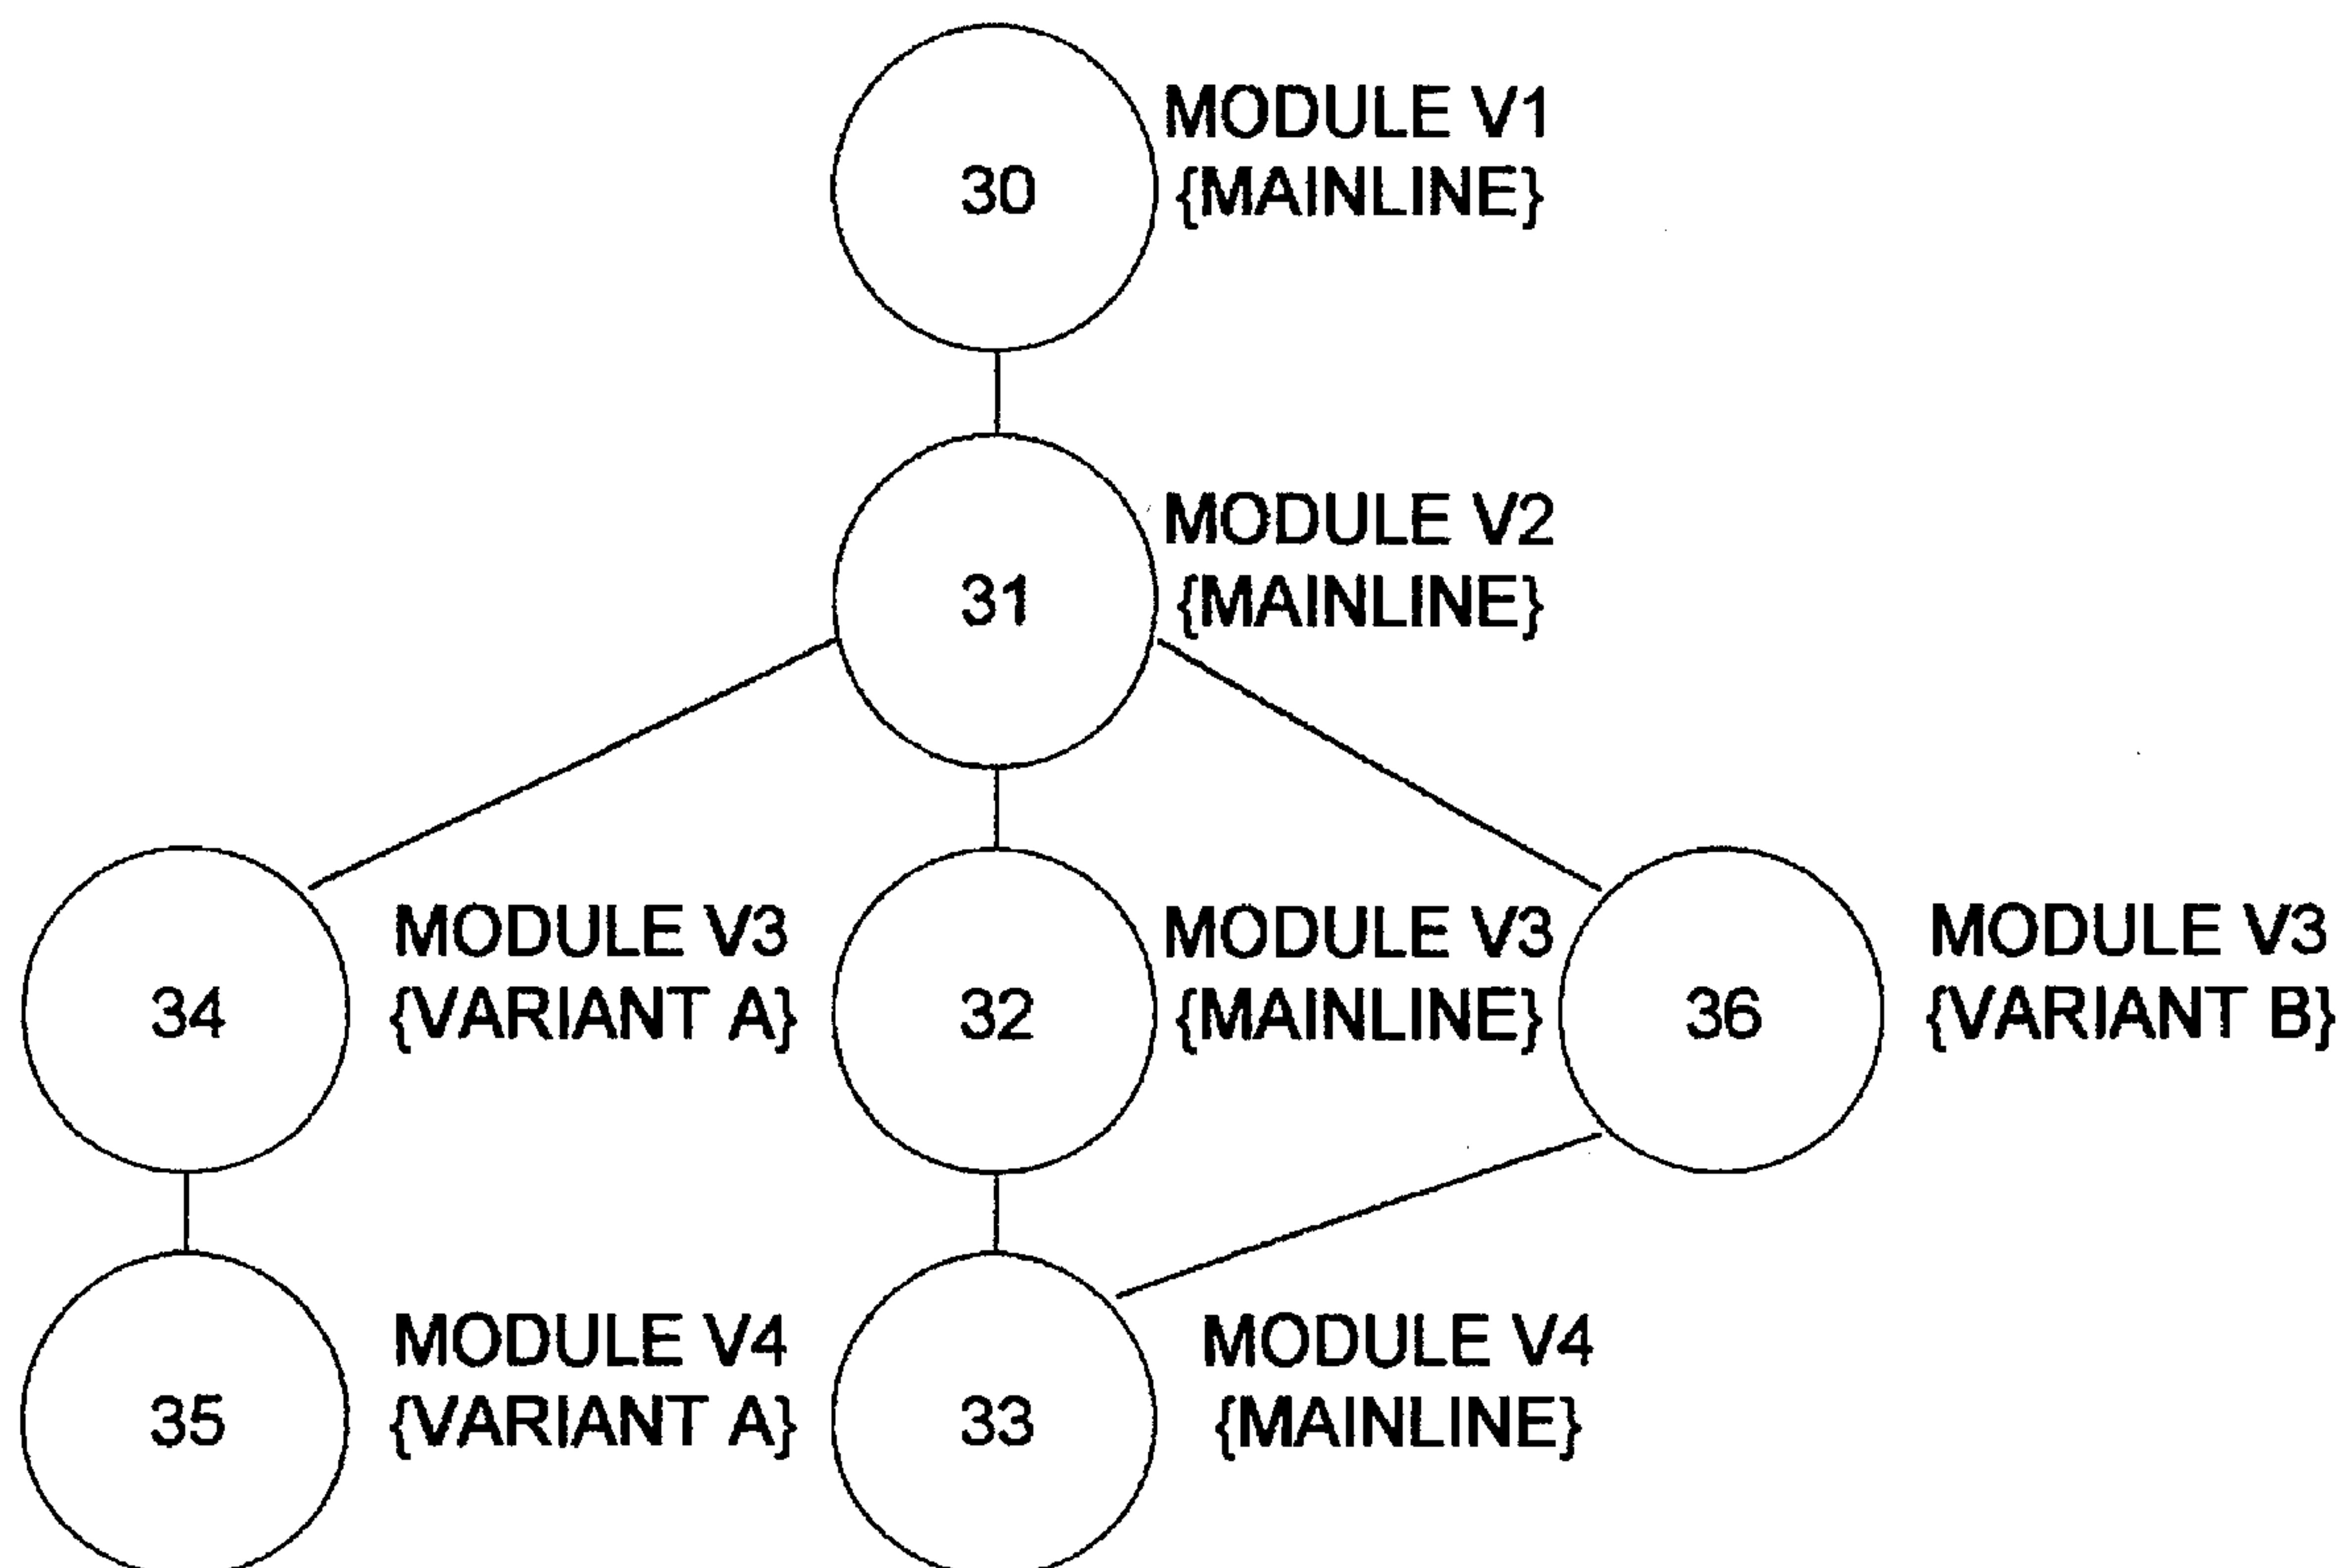 MODULE V1
30
{MAINLINE}
MODULE V2
31
{MAINLINE}
MODULE V3
34
{VARIANT A}
MODULE V3
32
{MAINLINE}
MODULE V3
36
{VARIANT B}
MODULE V4
35
{VARIANT A}
MODULE V4
33
{MAINLINE}